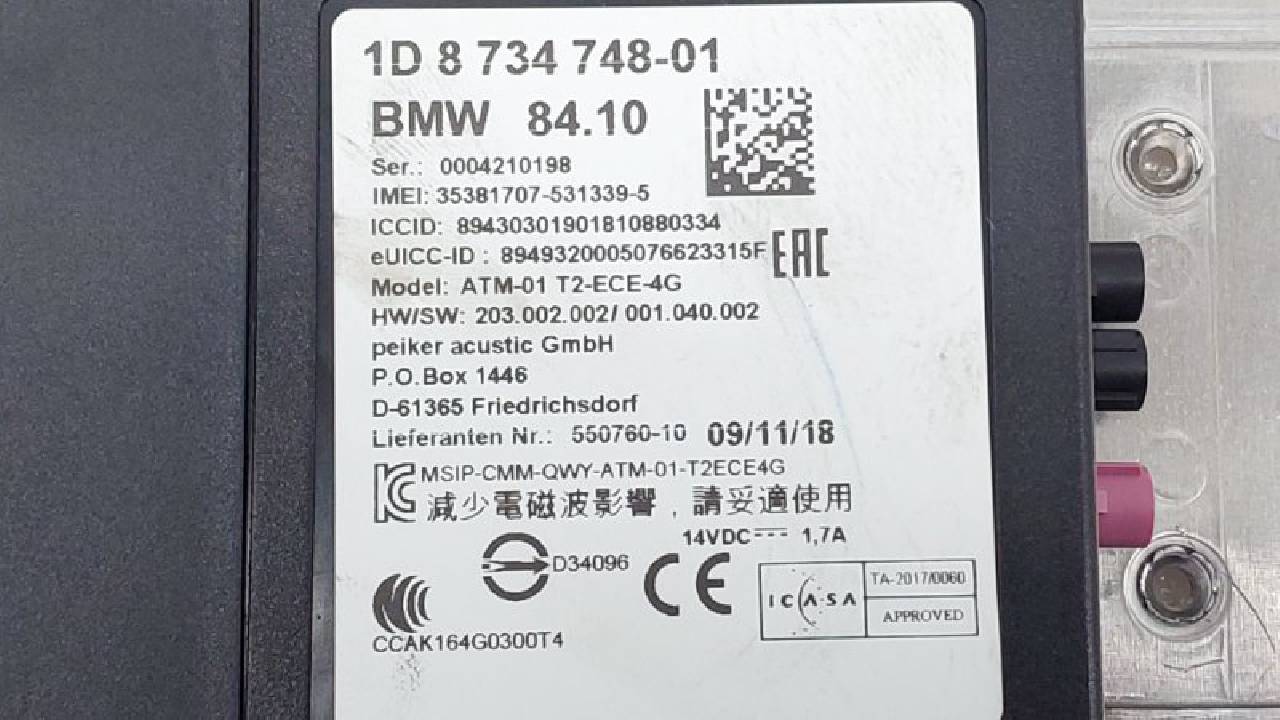 1D 8 734 748-01
BMW 84.10
Ser.: 0004210198
IMEI: 35381707-531339-5
ICCID: 89430301901810880334
eUICC-ID : 8949320005076623315F
EAC
Model: ATM-01 T2-ECE-4G
HW/SW: 203.002.002/ 001.040.002
peiker acustic GmbH
P.O.Box 1446
D-61365 Friedrichsdorf
Lieferanten Nr.: 550760-10 09/11/18
MSIP-CMM-QWY-ATM-01-T2ECE4G
減少電磁波影響，請妥適使用
14VDC 1,7A
D34096
CE
ICASA
TA-2017/0060
APPROVED
CCAK164G0300T4